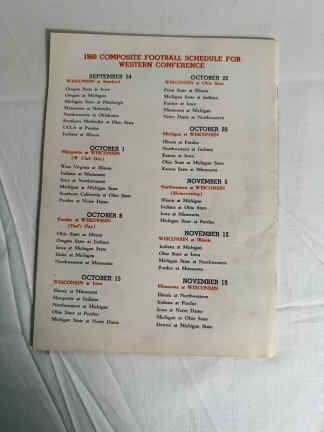 1960 COMPOSITE FOOTBALL SCHEDULE FOR
WESTERN CONFERENCE
SEPTEMBER 24
WISCONSIN at Stanford
Oregon State at Iowa
Oregon at Michigan
Michigan State at Pittsburgh
Minnesota at Nebraska
Northwestern at Oklahoma
Southern Methodist at Ohio State
UCLA at Purdue
Indiana at Illinois
OCTOBER 1
Marquette at WISCONSIN
(W Club Day)
West Virginia at Illinois
Indiana at Minnesota
Iowa at Northwestern
Michigan at Michigan State
Southern California at Ohio State
Purdue at Notre Dame
OCTOBER 8
Purdue at WISCONSIN
(Dad's Day)
Ohio State at Illinois
Oregon State at Indiana
Iowa at Michigan State
Duke at Michigan
Northwestern at Minnesota
OCTOBER 15
WISCONSIN at Iowa
Illinois at Minnesota
Marquette at Indiana
Northwestern at Michigan
Ohio State at Purdue
Michigan State at Notre Dame
OCTOBER 22
WISCONSIN at Ohio State
Penn State at Illinois
Michigan State at Indiana
Purdue at Iowa
Minnesota at Michigan
Notre Dame at Northwestern
OCTOBER 29
Michigan at WISCONSIN
Illinois at Purdue
Northwestern at Indiana
Kansas at Iowa
Ohio State at Michigan State
Kansas State at Minnesota
NOVEMBER 5
Northwestern at WISCONSIN
(Homecoming)
Illinois at Michigan
Indiana at Ohio State
Iowa at Minnesota
Michigan State at Purdue
NOVEMBER 12
WISCONSIN at Illinois
Indiana at Michigan
Ohio State at Iowa
Michigan State at Northwestern
Purdue at Minnesota
NOVEMBER 19
Minnesota at WISCONSIN
Illinois at Northwestern
Indiana at Purdue
Iowa at Notre Dame
Michigan at Ohio State
Detroit at Michigan State